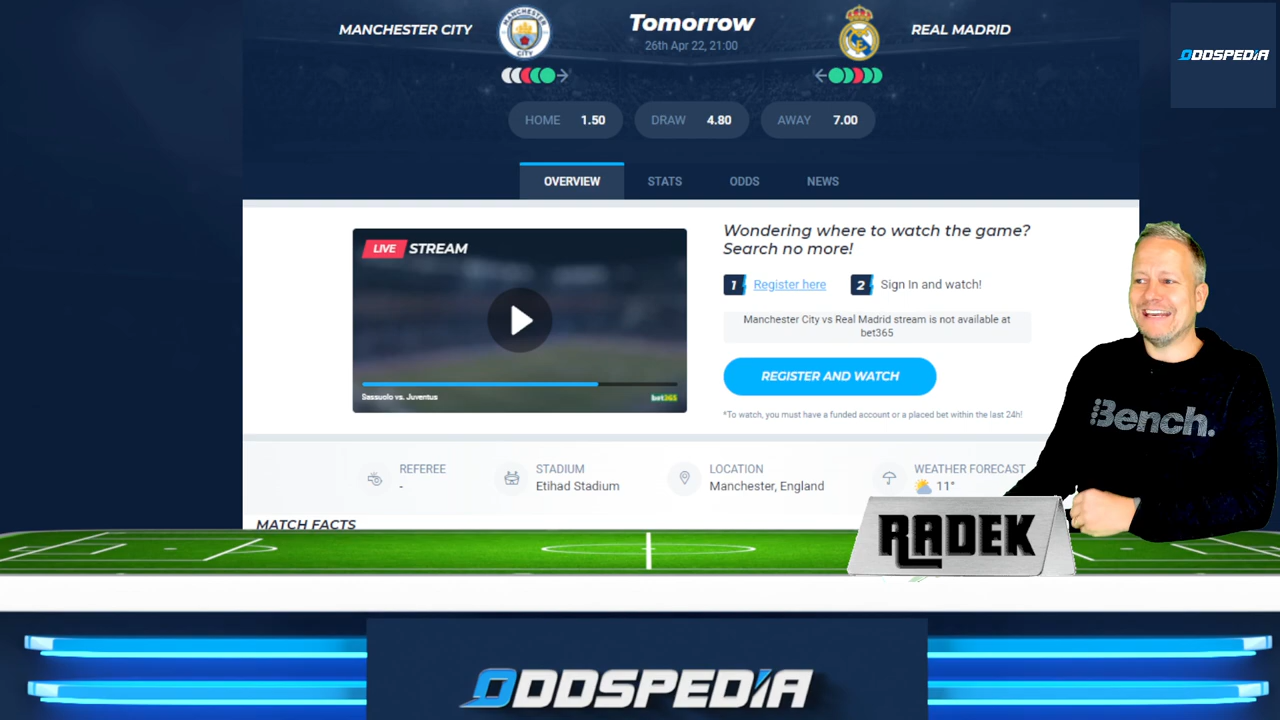 MANCHESTER CITY
MANCHESTER
CITY
Tomorrow
26th Apr 22, 21:00
REAL MADRID
ODDSPEDIA
HOME 1.50
DRAW 4.80
AWAY 7.00
OVERVIEW
STATS
ODDS
NEWS
LIVE STREAM
Sassuolo vs. Juventus
bet365
Wondering where to watch the game?
Search no more!
1 Register here
2 Sign In and watch!
Manchester City vs Real Madrid stream is not available at
bet365
REGISTER AND WATCH
*To watch, you must have a funded account or a placed bet within the last 24h!
Bench.
REFEREE
-
STADIUM
Etihad Stadium
LOCATION
Manchester, England
WEATHER FORECAST
11°
MATCH FACTS
RADEK
ODDSPEDIA